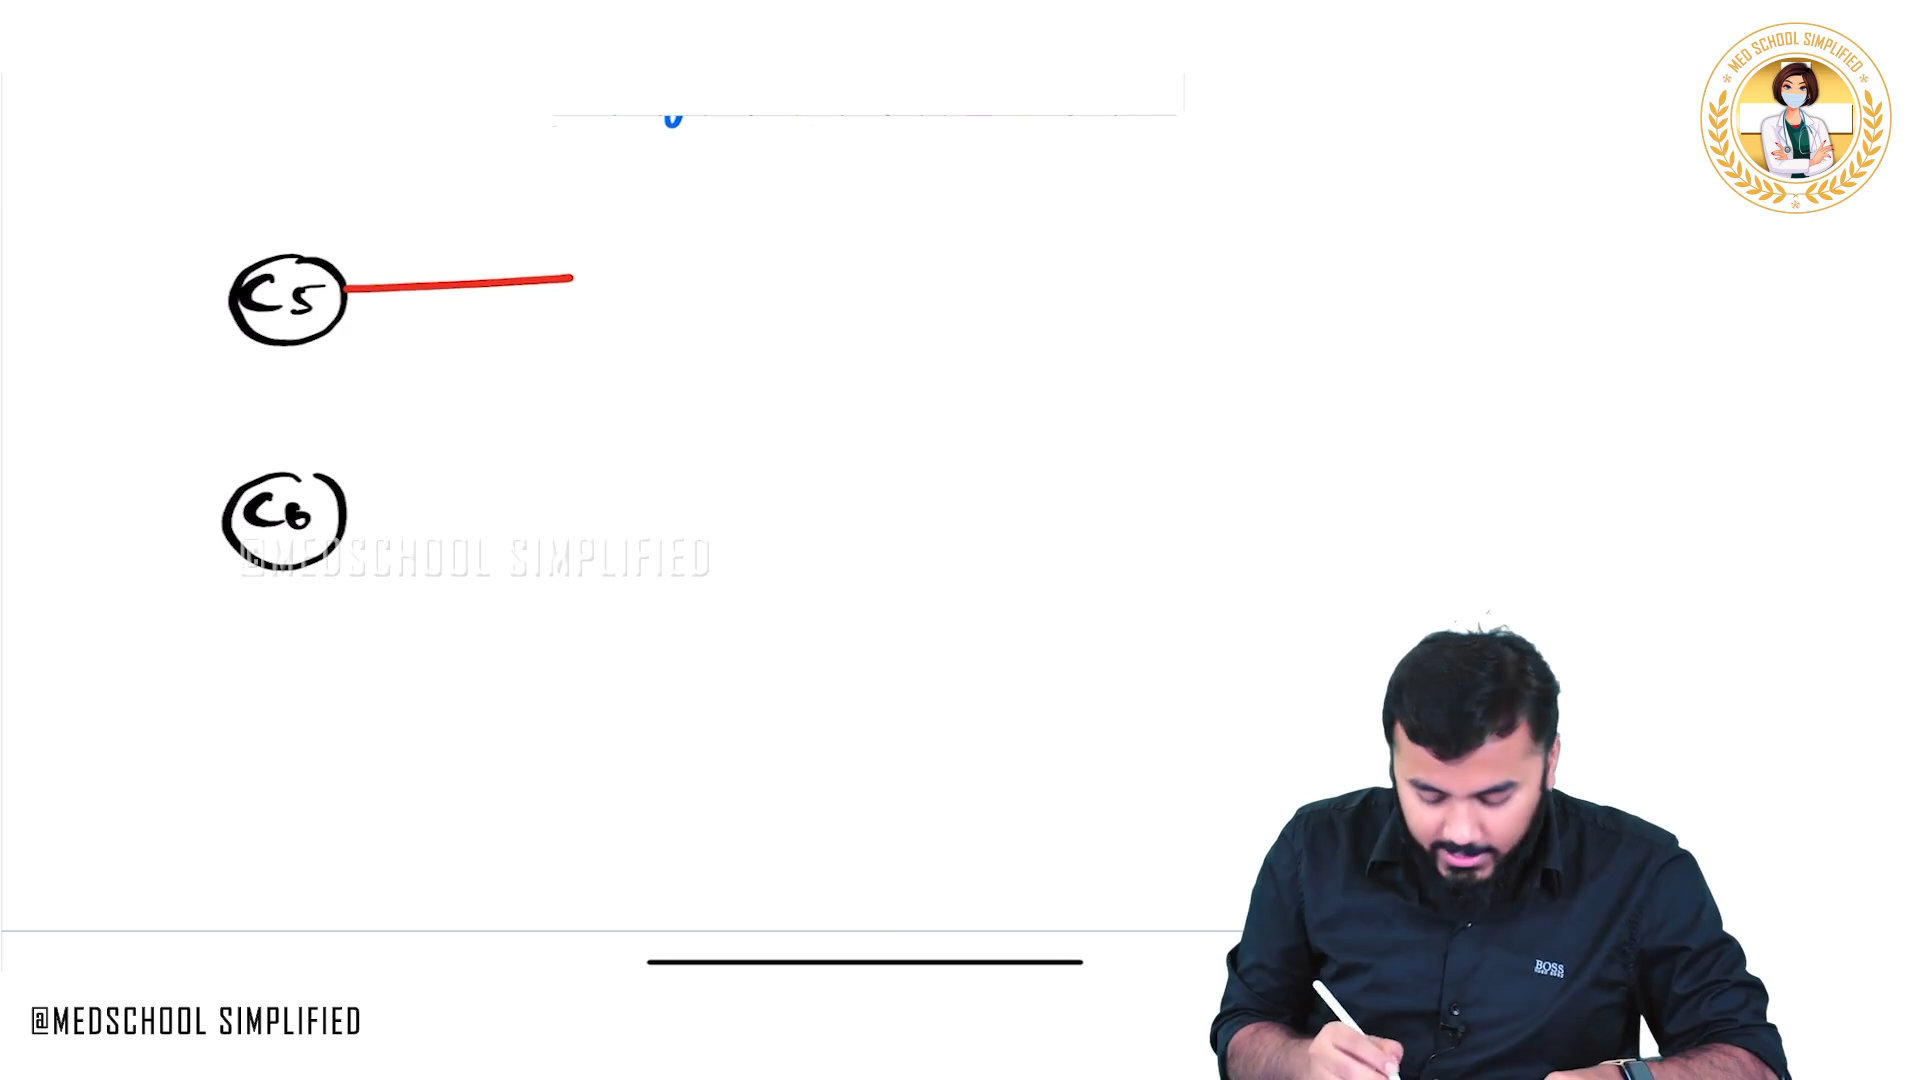 MED SCHOOL SIMPLIFIED
C5
C6
@MEDSCHOOL SIMPLIFIED
BOSS
@MEDSCHOOL SIMPLIFIED